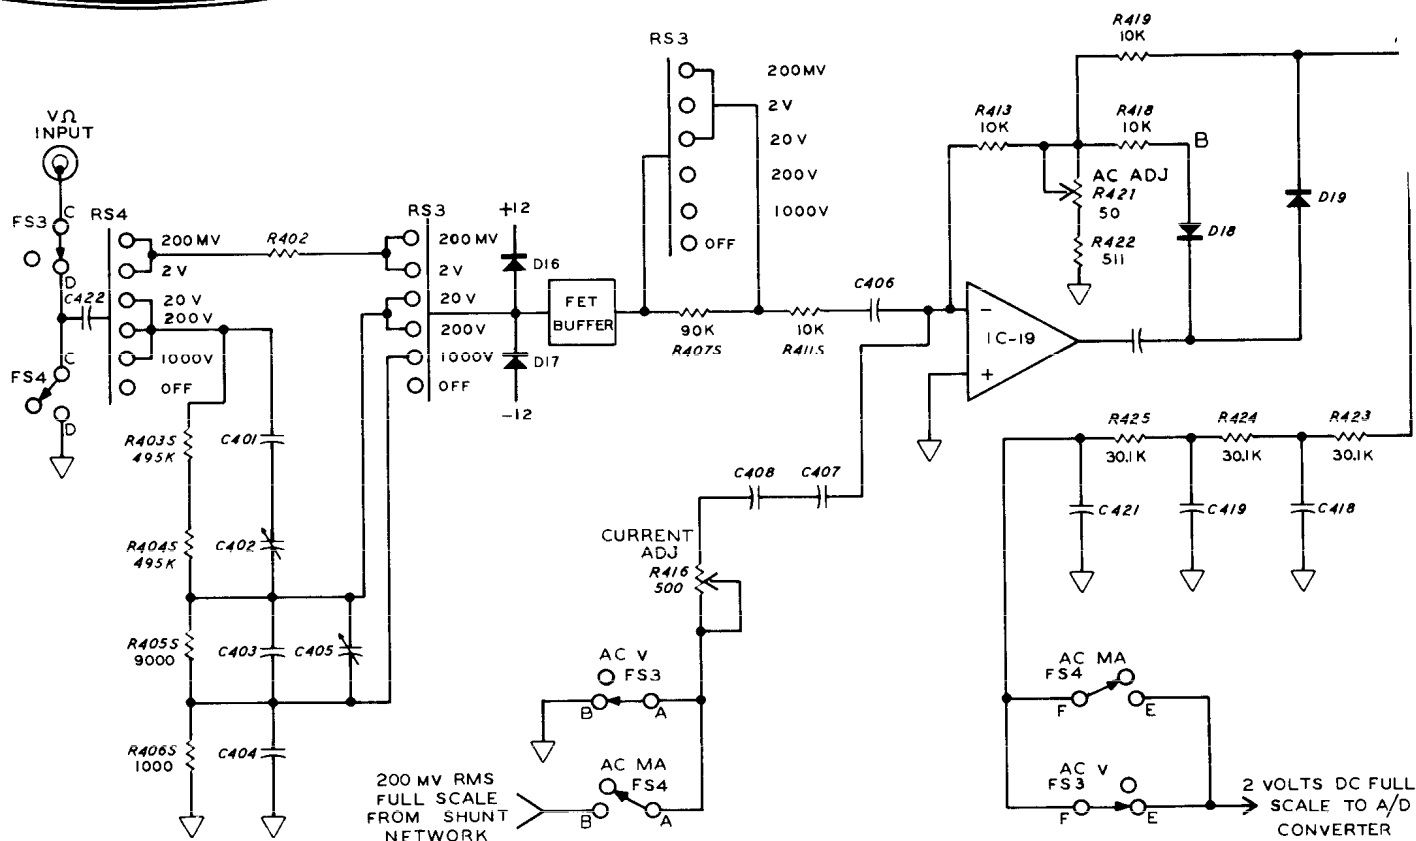 R419
10K
RS3
200MV
2V
20V
200V
1000V
OFF
VΩ
INPUT
R413
10K
R418
10K
B
AC ADJ
R421
50
R422
511
D18
D19
FS3
C
D
RS4
200MV
2V
20V
200V
1000V
OFF
C422
R402
RS3
200MV
2V
20V
200V
1000V
OFF
+12
D16
D17
-12
FET
BUFFER
90K
R407S
10K
R411S
C406
-
+
IC-19
FS4
C
D
R403S
495K
C401
R404S
495K
C402
R405S
9000
C403
C405
R406S
1000
C404
C408
C407
CURRENT
ADJ
R416
500
R425
30.1K
R424
30.1K
R423
30.1K
C421
C419
C418
AC V
FS3
B
A
AC MA
FS4
B
A
200 MV RMS
FULL SCALE
FROM SHUNT
NETWORK
AC MA
FS4
F
E
AC V
FS3
F
E
2 VOLTS DC FULL
SCALE TO A/D
CONVERTER